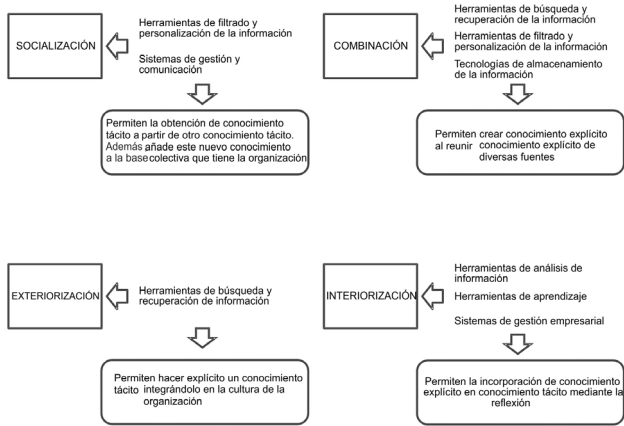 SOCIALIZACIÓN
Herramientas de filtrado y
personalización de la información
Sistemas de gestión y
comunicación
Permiten la obtención de conocimiento
tácito a partir de otro conocimiento tácito.
Además añade este nuevo conocimiento
a la base colectiva que tiene la organización
COMBINACIÓN
Herramientas de búsqueda y
recuperación de la información
Herramientas de filtrado y
personalización de la información
Tecnologías de almacenamiento
de la información
Permiten crear conocimiento explícito
al reunir conocimiento explícito de
diversas fuentes
EXTERIORIZACIÓN
Herramientas de búsqueda y
recuperación de información
Permiten hacer explícito un conocimiento
tácito integrándolo en la cultura de la
organización
INTERIORIZACIÓN
Herramientas de análisis de
información
Herramientas de aprendizaje
Sistemas de gestión empresarial
Permiten la incorporación de conocimiento
explícito en conocimiento tácito mediante la
reflexión